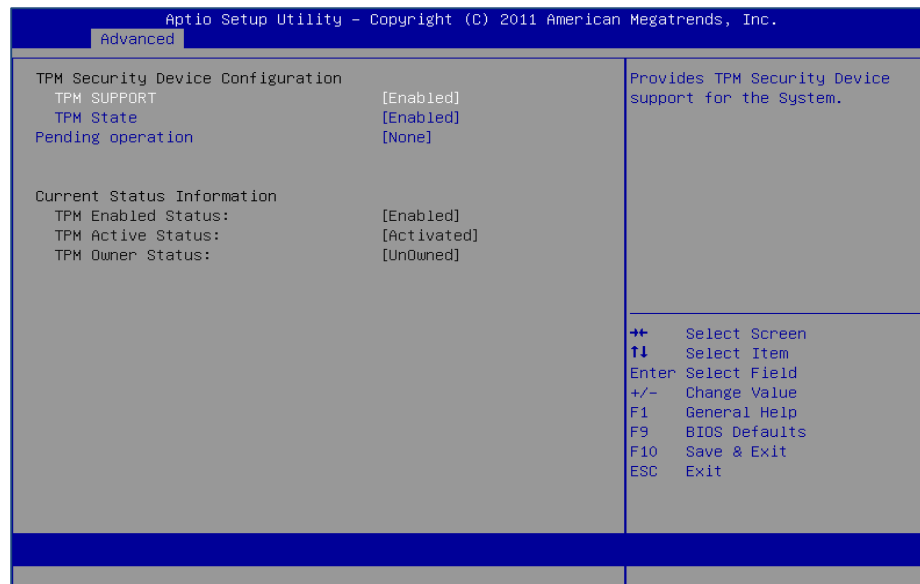 Aptio Setup Utility – Copyright (C) 2011 American Megatrends, Inc.
Advanced
TPM Security Device Configuration
TPM SUPPORT [Enabled]
TPM State [Enabled]
Pending operation [None]
Current Status Information
TPM Enabled Status: [Enabled]
TPM Active Status: [Activated]
TPM Owner Status: [UnOwned]
Provides TPM Security Device
support for the System.
→← Select Screen
↑↓ Select Item
Enter Select Field
+/- Change Value
F1 General Help
F9 BIOS Defaults
F10 Save & Exit
ESC Exit